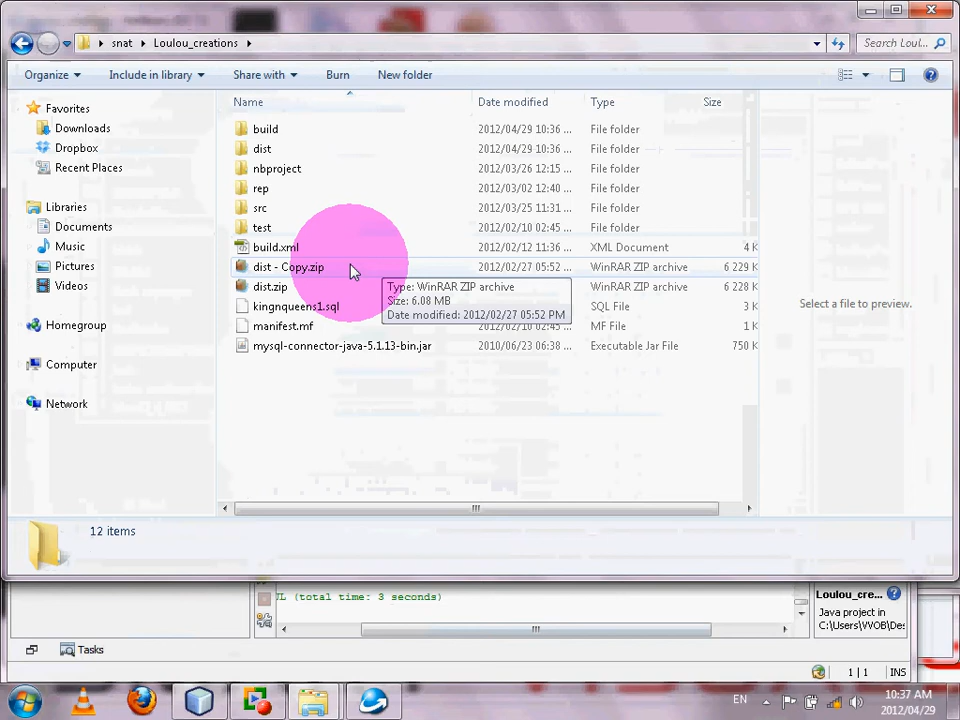 snat Loulou_creations
Search Loul...
Organize Include in library Share with Burn New folder
Name Date modified Type Size
Favorites
Downloads
Dropbox
Recent Places
Libraries
Documents
Music
Pictures
Videos
Homegroup
Computer
Network
build 2012/04/29 10:36 ... File folder
dist 2012/04/29 10:36 ... File folder
nbproject 2012/03/26 12:15 ... File folder
rep 2012/03/02 12:40 ... File folder
src 2012/03/25 11:31 ... File folder
test 2012/02/10 02:45 ... File folder
build.xml 2012/02/12 11:36 ... XML Document 4 K
dist - Copy.zip 2012/02/27 05:52 ... WinRAR ZIP archive 6 229 K
dist.zip WinRAR ZIP archive 6 228 K
kingnqueens1.sql SQL File 3 K
manifest.mf 2012/02/10 02:45 ... MF File 1 K
mysql-connector-java-5.1.13-bin.jar 2010/06/23 06:38 ... Executable Jar File 750 K
Type: WinRAR ZIP archive
Size: 6.08 MB
Date modified: 2012/02/27 05:52 PM
Select a file to preview.
12 items
(total time: 3 seconds)
Loulou_cre...
Java project in
C:\Users\VVOB\Des
Tasks
1 | 1 INS
EN
10:37 AM
2012/04/29